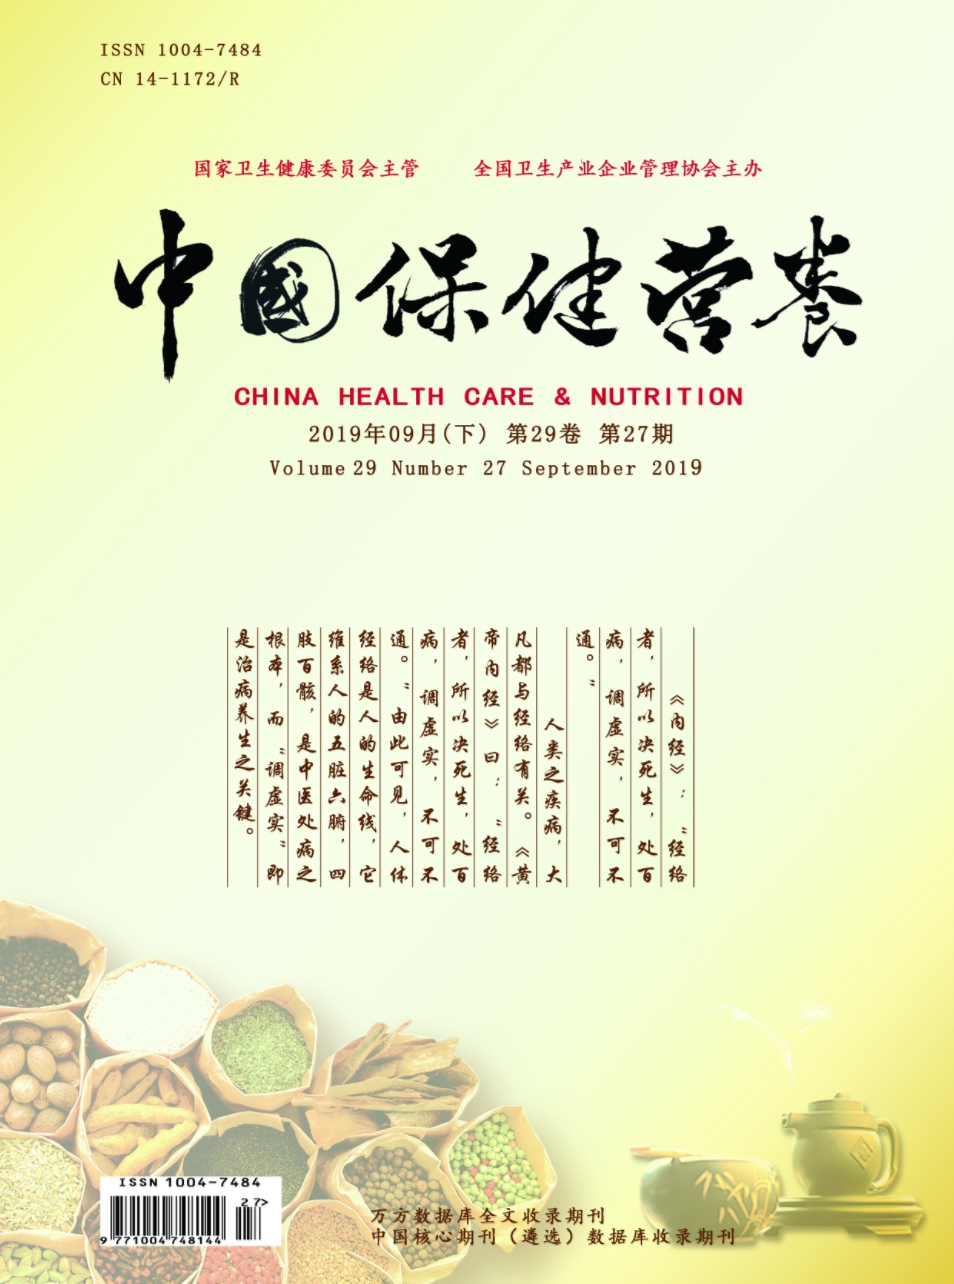 ISSN 1004-7484
CN 14-1172/R
国家卫生健康委员会主管 全国卫生产业企业管理协会主办
中國保健营養
CHINA HEALTH CARE & NUTRITION
2019年09月(下) 第29卷 第27期
Volume 29 Number 27 September 2019
《内经》:“经络
者,所以决死生,处百
病,调虚实,不可不
通。”
人类之疾病,大
凡都与经络有关。《黄
帝内经》曰:“经络
者,所以决死生,处百
病,调虚实,不可不
通。”由此可见,人体
经络是人的生命线,它
维系人的五脏六腑,四
肢百骸,是中医处病之
根本,而“调虚实”即
是治病养生之关键。
ISSN 1004-7484
27>
9 771004 748144
万方数据库全文收录期刊
中国核心期刊(遴选)数据库收录期刊